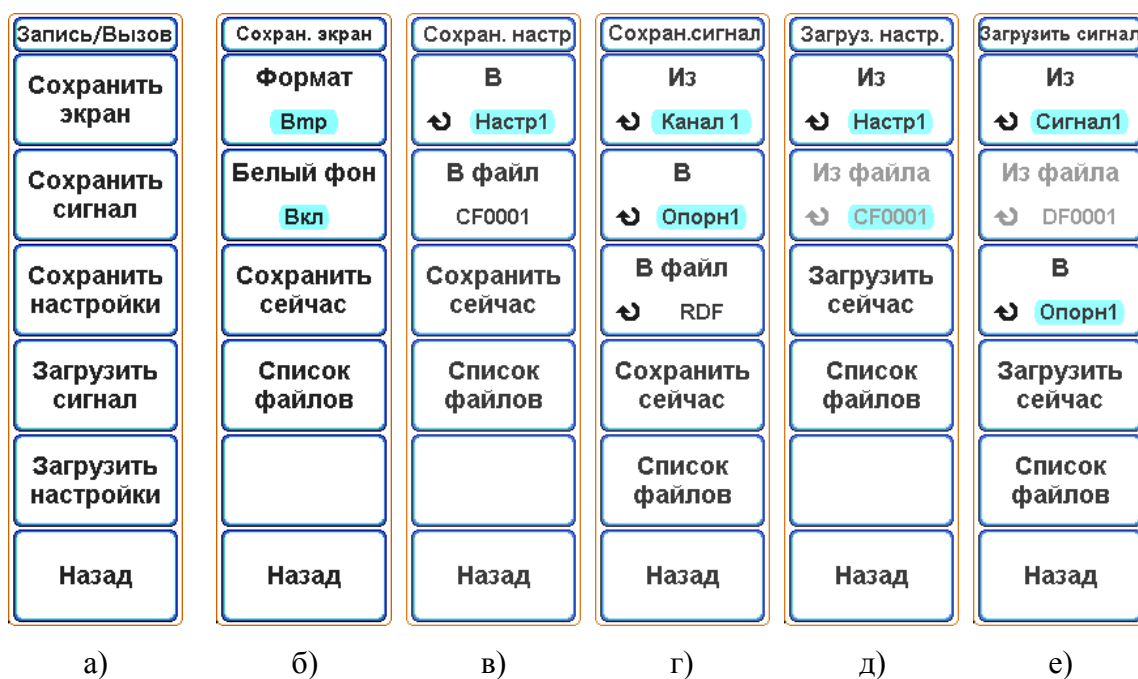 Запись/Вызов
Сохранить
экран
Сохранить
сигнал
Сохранить
настройки
Загрузить
сигнал
Загрузить
настройки
Назад
а)
Сохран. экран
Формат
Bmp
Белый фон
Вкл
Сохранить
сейчас
Список
файлов
Назад
б)
Сохран. настр
В
Настр1
В файл
CF0001
Сохранить
сейчас
Список
файлов
Назад
в)
Сохран.сигнал
Из
Канал 1
В
Опорн1
В файл
RDF
Сохранить
сейчас
Список
файлов
Назад
г)
Загруз. настр.
Из
Настр1
Из файла
CF0001
Загрузить
сейчас
Список
файлов
Назад
д)
Загрузить сигнал
Из
Сигнал1
Из файла
DF0001
В
Опорн1
Загрузить
сейчас
Список
файлов
Назад
е)